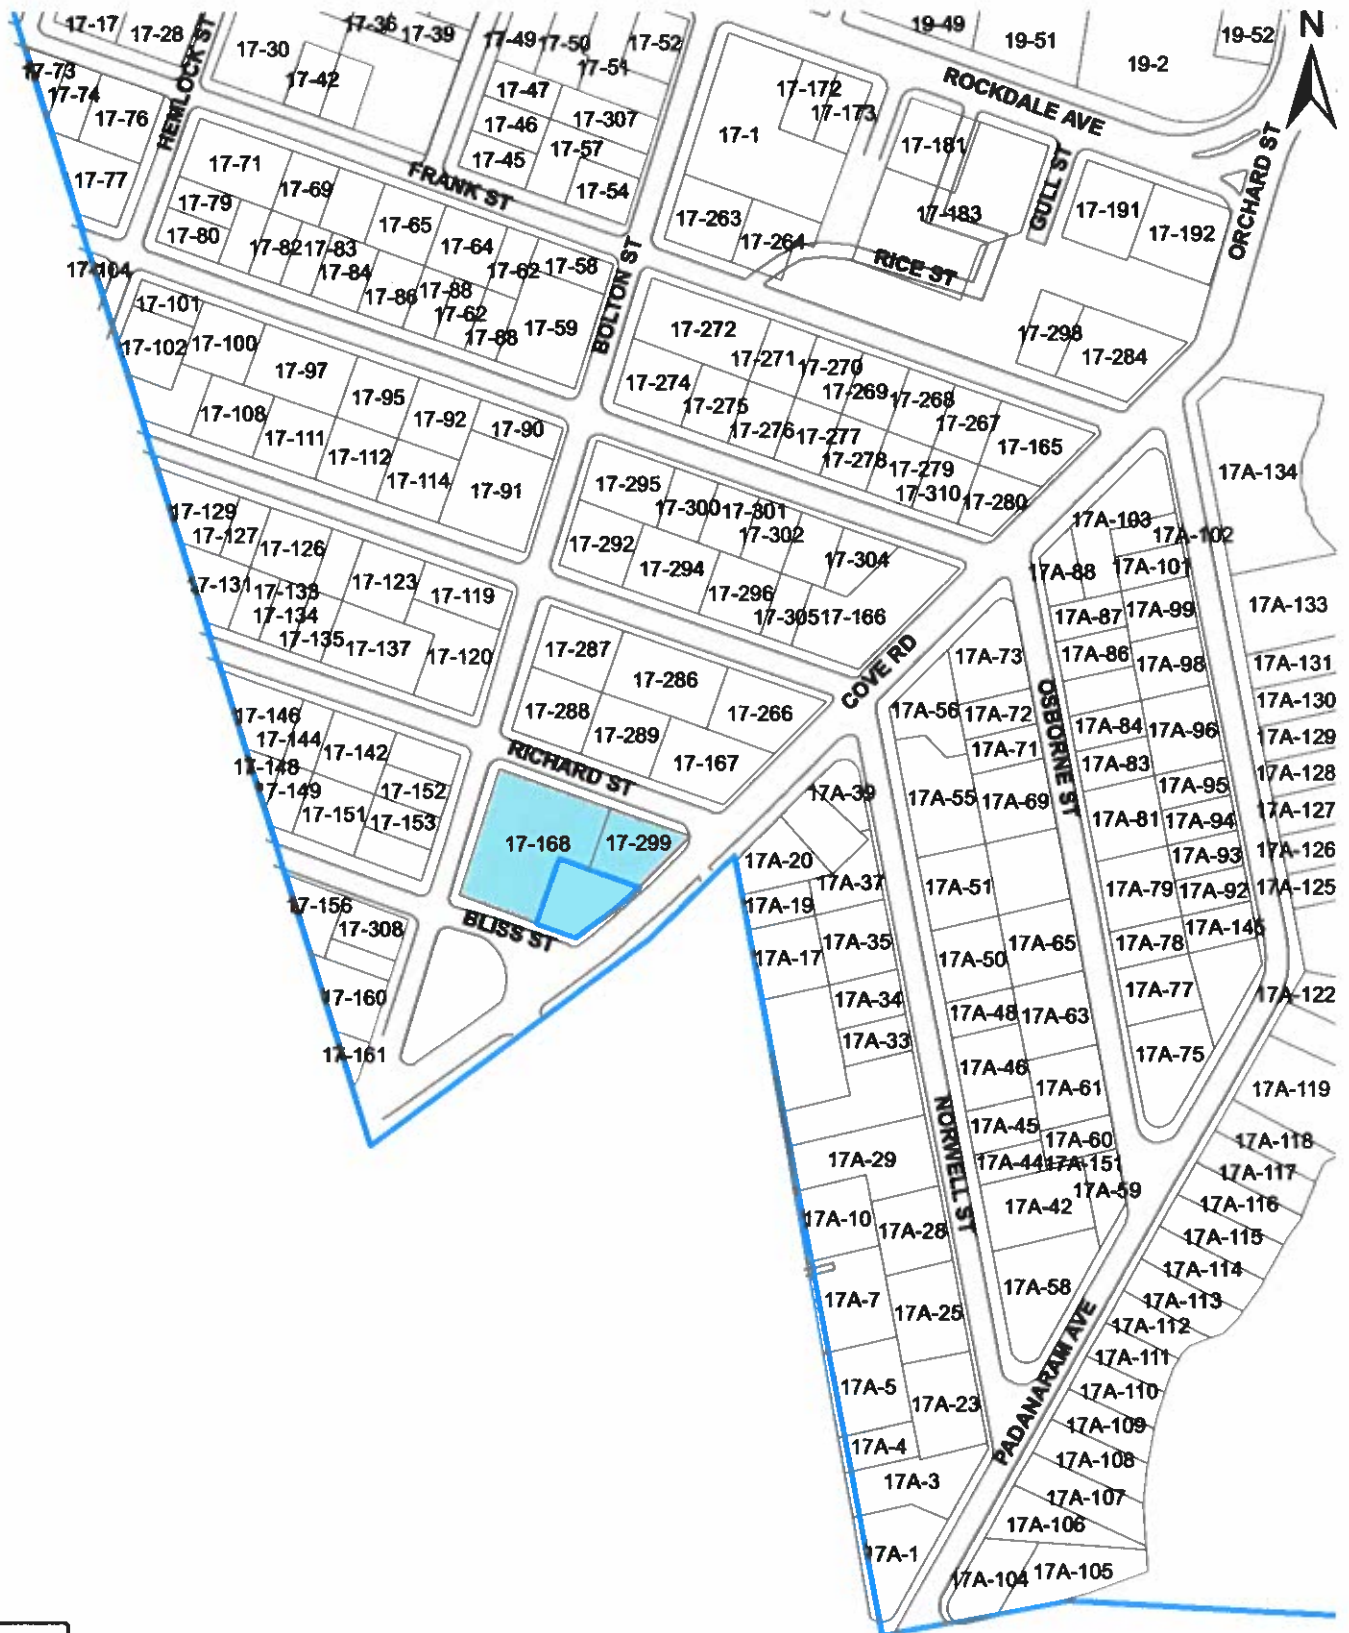 17-17
17-28
17-30
17-36
17-39
17-42
17-49
17-50
17-51
17-52
19-49
19-51
19-2
19-52
N
17-73
17-74
17-76
17-77
HEMLOCK ST
17-47
17-307
17-46
17-57
17-45
17-54
17-172
17-173
17-1
17-181
ROCKDALE AVE
GULL ST
ORCHARD ST
17-183
17-191
17-192
17-263
17-264
RICE ST
17-71
17-69
FRANK ST
17-79
17-80
17-82
17-83
17-84
17-65
17-64
17-62
17-58
17-86
17-88
17-62
17-88
17-59
BOLTON ST
17-104
17-101
17-102
17-100
17-97
17-95
17-92
17-90
17-108
17-111
17-112
17-114
17-91
17-272
17-271
17-270
17-269
17-268
17-267
17-165
17-298
17-284
17-274
17-275
17-276
17-277
17-278
17-279
17-310
17-280
17-295
17-300
17-301
17-302
17-304
17-292
17-294
17-296
17-305
17-166
17-129
17-127
17-126
17-123
17-119
17-131
17-133
17-134
17-135
17-137
17-120
17-287
17-286
17-266
17-288
17-289
17-167
COVE RD
RICHARD ST
17-146
17-144
17-142
17-148
17-149
17-151
17-152
17-153
17-168
17-299
BLISS ST
17-156
17-308
17-160
17-161
17A-134
17A-103
17A-102
17A-88
17A-101
17A-87
17A-99
17A-133
17A-86
17A-98
17A-131
17A-130
17A-84
17A-96
17A-129
17A-83
17A-95
17A-128
17A-81
17A-94
17A-127
17A-93
17A-126
17A-79
17A-92
17A-125
17A-78
17A-146
17A-77
17A-122
17A-75
17A-119
OSBORNE ST
17A-73
17A-56
17A-72
17A-71
17A-55
17A-69
17A-39
17A-20
17A-37
17A-51
17A-19
17A-35
17A-17
17A-50
17A-65
17A-34
17A-48
17A-63
17A-33
17A-46
17A-61
17A-45
17A-60
17A-44
17A-151
17A-29
17A-42
17A-59
NORWELL ST
17A-10
17A-28
17A-58
17A-7
17A-25
17A-5
17A-23
17A-4
17A-3
17A-1
PADANARAM AVE
17A-118
17A-117
17A-116
17A-115
17A-114
17A-113
17A-112
17A-111
17A-110
17A-109
17A-108
17A-107
17A-106
17A-105
17A-104